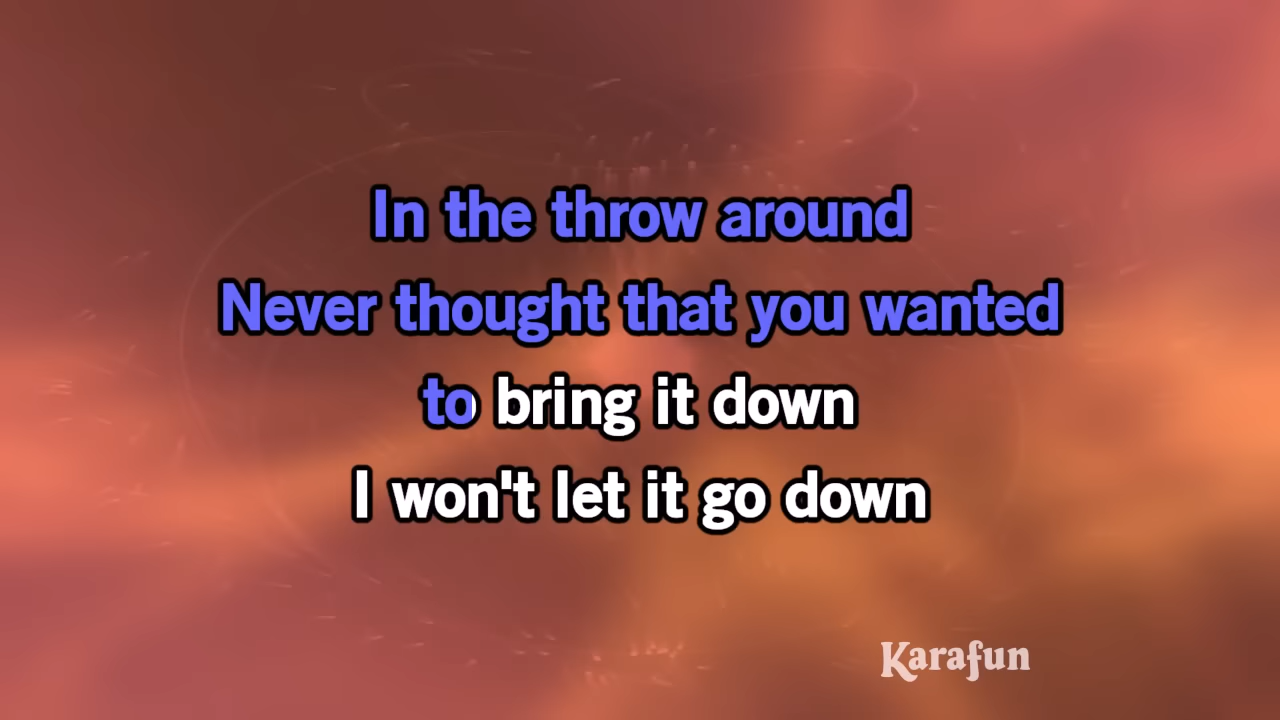 In the throw around
Never thought that you wanted
to bring it down
I won't let it go down
Karafun